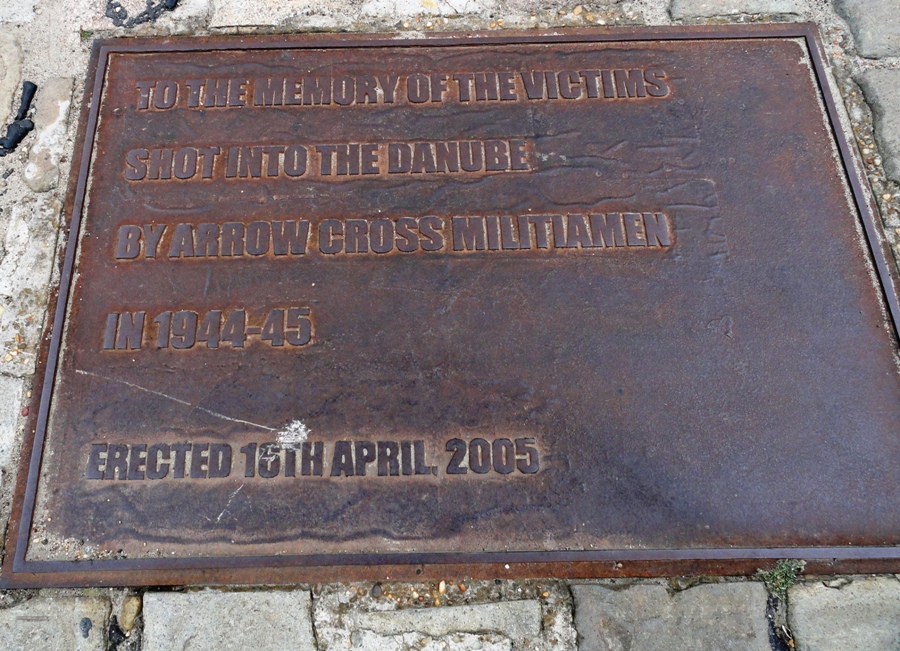 TO THE MEMORY OF THE VICTIMS
SHOT INTO THE DANUBE
BY ARROW CROSS MILITIAMEN
IN 1944-45
ERECTED 16TH APRIL, 2005